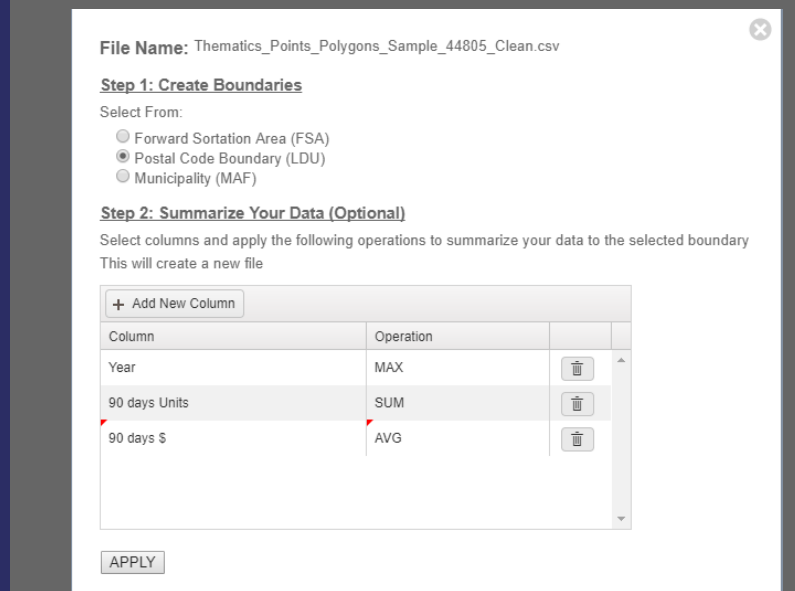 File Name: Thematics_Points_Polygons_Sample_44805_Clean.csv
Step 1: Create Boundaries
Select From:
Forward Sortation Area (FSA)
Postal Code Boundary (LDU)
Municipality (MAF)
Step 2: Summarize Your Data (Optional)
Select columns and apply the following operations to summarize your data to the selected boundary
This will create a new file
+ Add New Column
Column Operation
Year MAX
90 days Units SUM
90 days $ AVG
APPLY